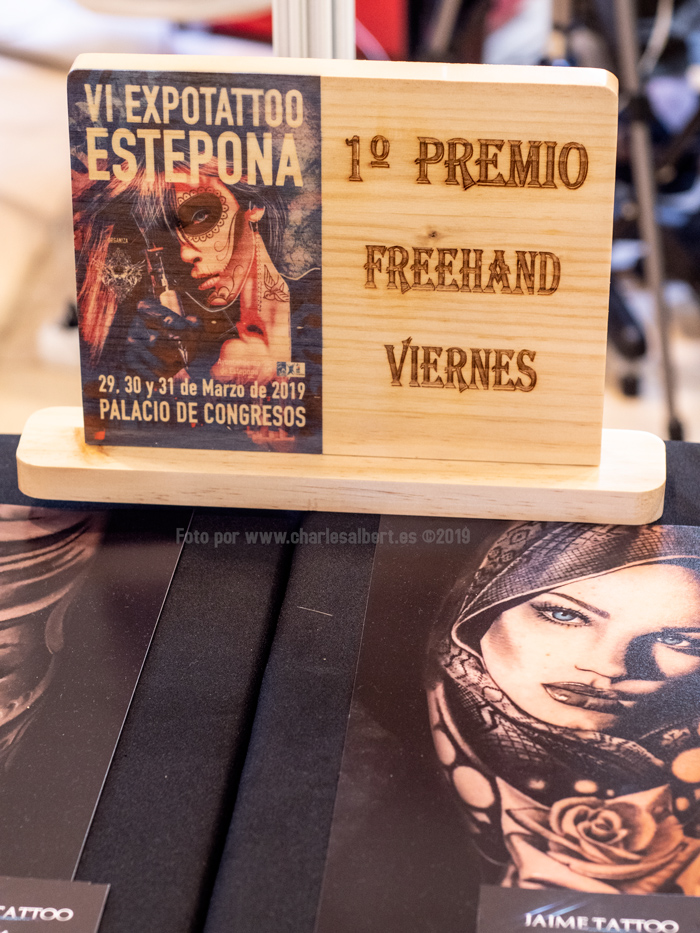 VI EXPOTATTOO
ESTEPONA
ORGANIZA
29, 30 y 31 de Marzo de 2019
PALACIO DE CONGRESOS
1º PREMIO
FREEHAND
VIERNES
Foto por www.charlesalbert.es ©2019
TATTOO
JAIME TATTOO